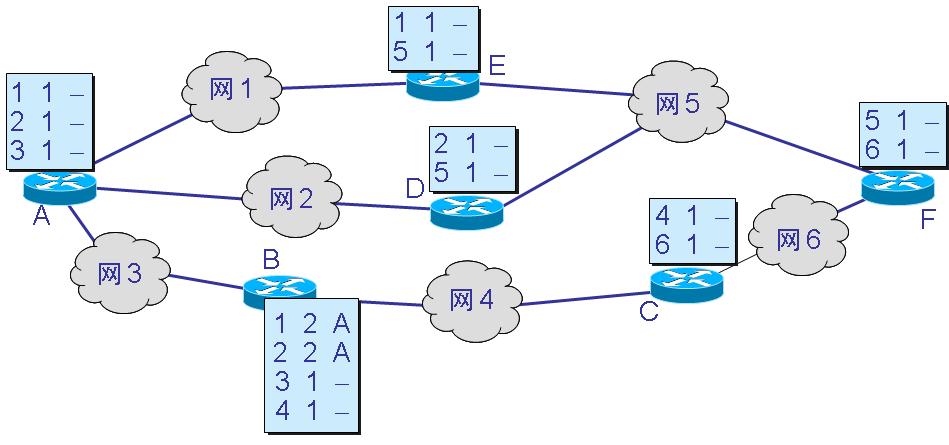 1 1 –
5 1 –
E
网1
1 1 –
2 1 –
3 1 –
A
网5
5 1 –
6 1 –
F
2 1 –
5 1 –
D
网2
4 1 –
6 1 –
C
网6
网3
B
网4
1 2 A
2 2 A
3 1 –
4 1 –